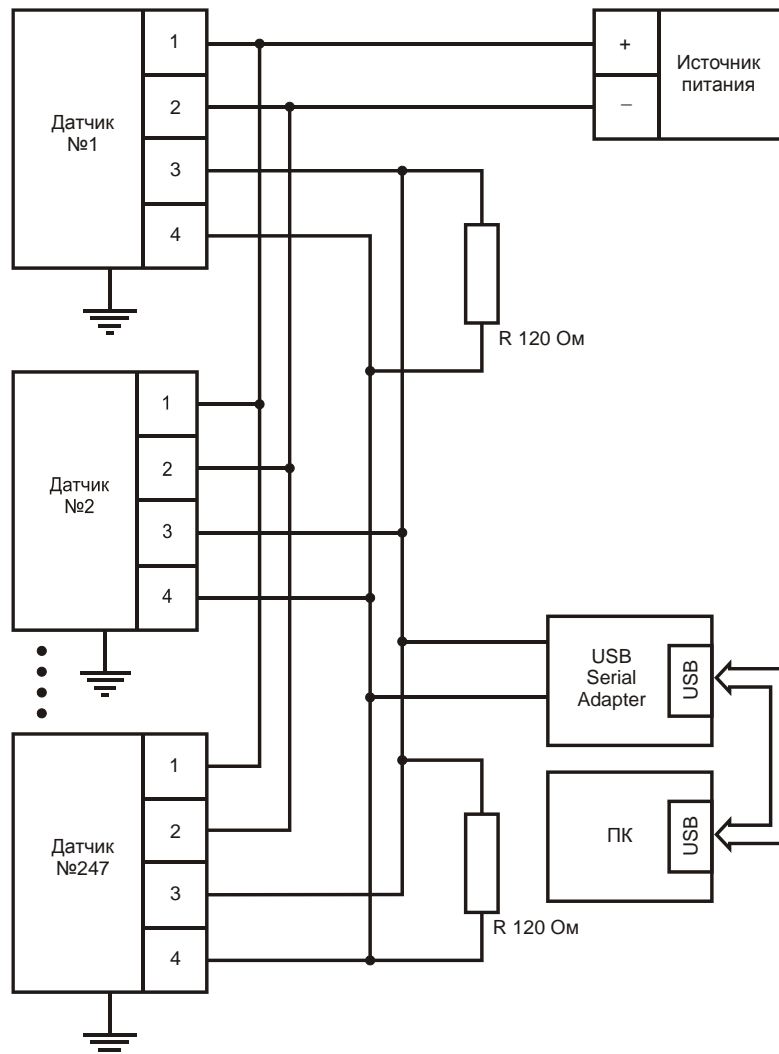 Датчик
№1
1
2
3
4
+
−
Источник
питания
R 120 Ом
Датчик
№2
1
2
3
4
USB
Serial
Adapter
USB
ПК
USB
Датчик
№247
1
2
3
4
R 120 Ом